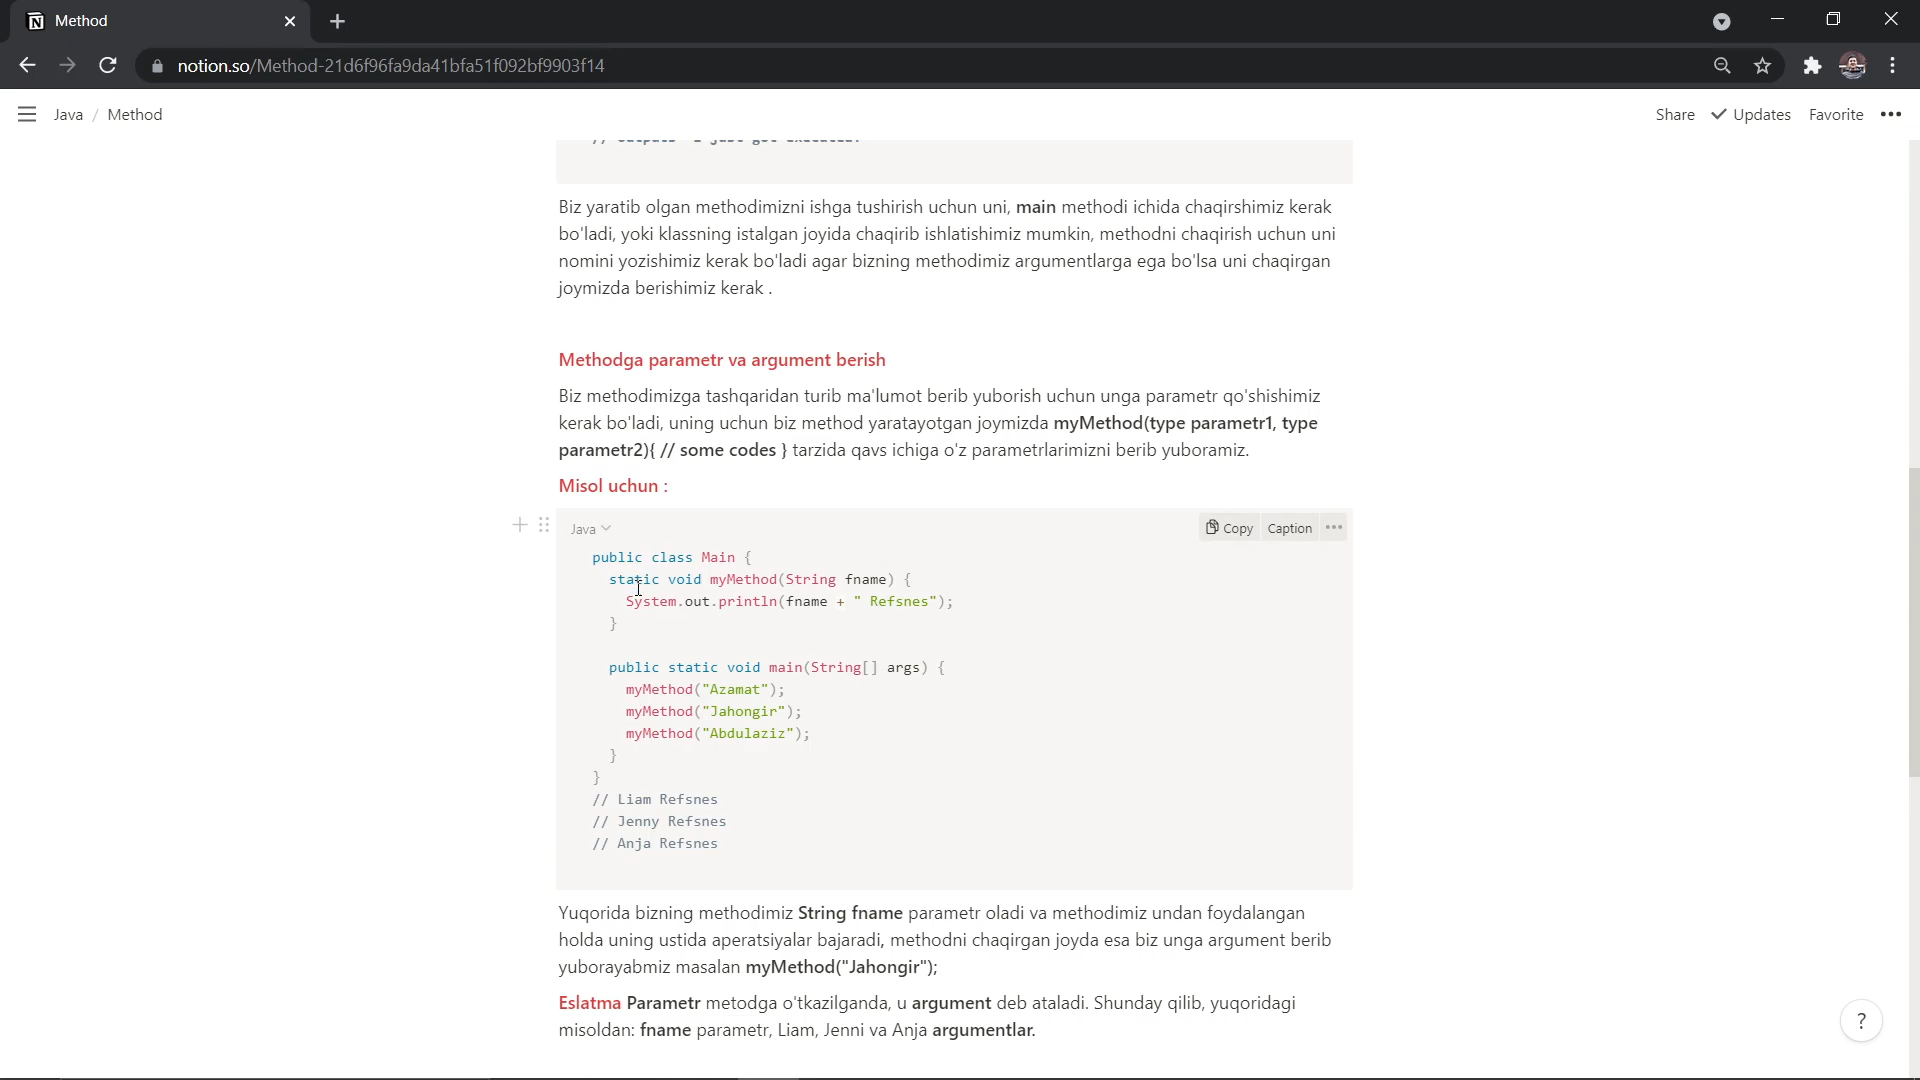 Method
notion.so/Method-21d6f96fa9da41bfa51f092bf9903f14
Java / Method
Share Updates Favorite
Biz yaratib olgan methodimizni ishga tushirish uchun uni, main methodi ichida chaqirshimiz kerak
bo'ladi, yoki klassning istalgan joyida chaqirib ishlatishimiz mumkin, methodni chaqirish uchun uni
nomini yozishimiz kerak bo'ladi agar bizning methodimiz argumentlarga ega bo'lsa uni chaqirgan
joymizda berishimiz kerak .
Methodga parametr va argument berish
Biz methodimizga tashqaridan turib ma'lumot berib yuborish uchun unga parametr qo'shishimiz
kerak bo'ladi, uning uchun biz method yaratayotgan joymizda myMethod(type parametr1, type
parametr2){ // some codes } tarzida qavs ichiga o'z parametrlarimizni berib yuboramiz.
Misol uchun :
Java
Copy Caption
public class Main {
static void myMethod(String fname) {
System.out.println(fname + " Refsnes");
}
public static void main(String[] args) {
myMethod("Azamat");
myMethod("Jahongir");
myMethod("Abdulaziz");
}
}
// Liam Refsnes
// Jenny Refsnes
// Anja Refsnes
Yuqorida bizning methodimiz String fname parametr oladi va methodimiz undan foydalangan
holda uning ustida aperatsiyalar bajaradi, methodni chaqirgan joyda esa biz unga argument berib
yuborayabmiz masalan myMethod("Jahongir");
Eslatma Parametr metodga o'tkazilganda, u argument deb ataladi. Shunday qilib, yuqoridagi
misoldan: fname parametr, Liam, Jenni va Anja argumentlar.
?